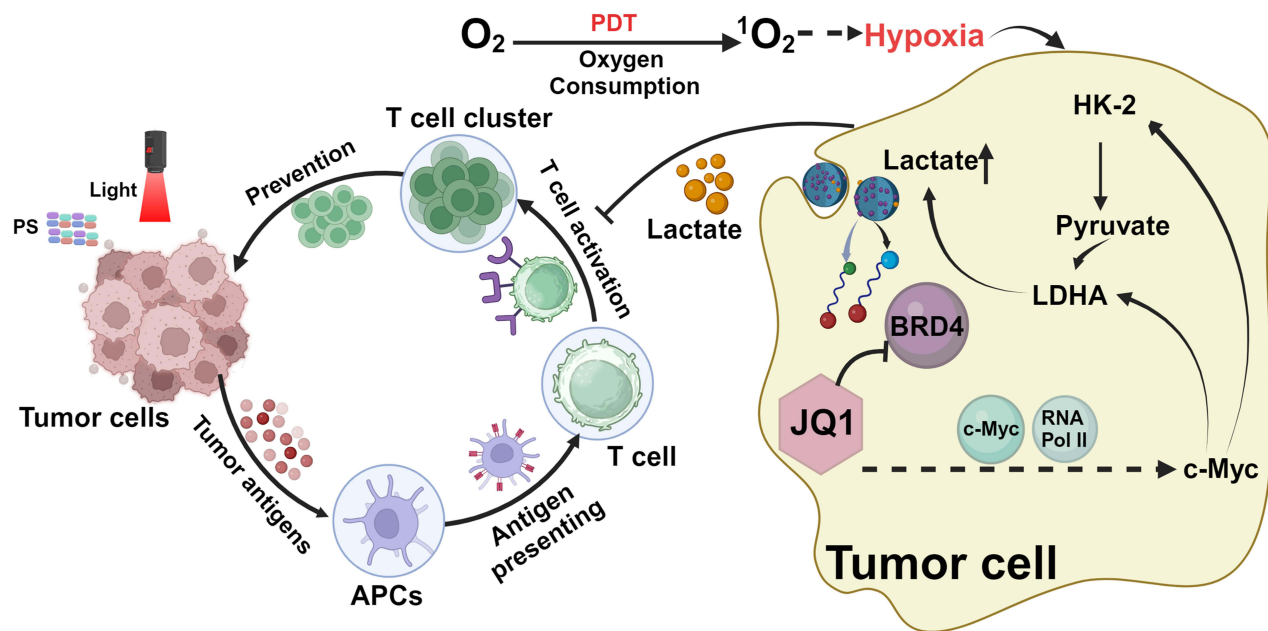 PDT
O₂
¹O₂
Hypoxia
Oxygen
Consumption
T cell cluster
HK-2
Prevention
T cell activation
Lactate
Light
PS
Lactate
Pyruvate
LDHA
BRD4
Tumor cells
Tumor antigens
JQ1
c-Myc
RNA
Pol II
T cell
c-Myc
Antigen
presenting
APCs
Tumor cell